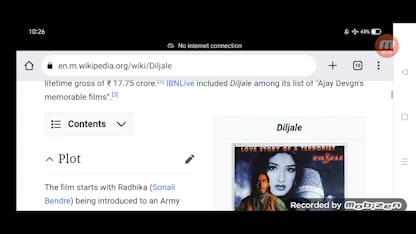 10:26
43%
No internet connection
en.m.wikipedia.org/wiki/Diljale
10
lifetime gross of ₹ 17.75 crore.[2] IBNLive included Diljale among its list of "Ajay Devgn's
memorable films".[3]
Contents
Diljale
Plot
LOVE STORY OF A TERRORIST
The film starts with Radhika (Sonali
Bendre) being introduced to an Army
Recorded by Mobizen